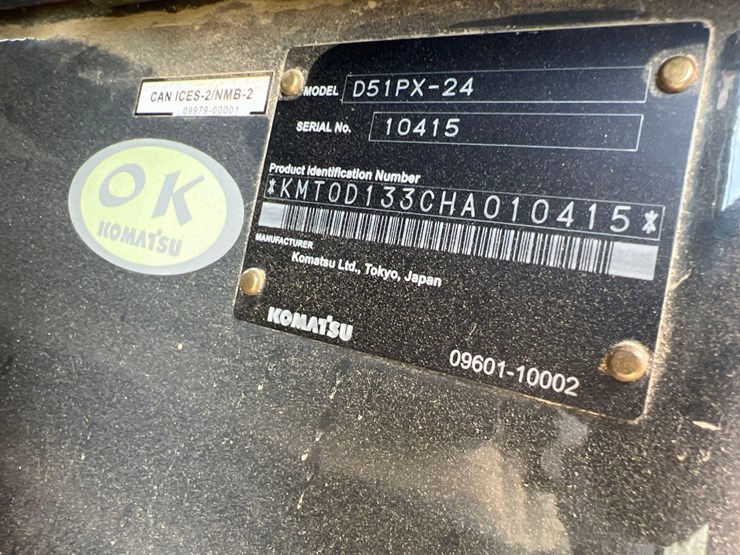 CAN ICES-2/NMB-2
09979-00001
OK
KOMATSU
MODEL D51PX-24
SERIAL No. 10415
Product Identification Number
*KMT0D133CHA010415*
MANUFACTURER
Komatsu Ltd., Tokyo, Japan
KOMATSU
09601-10002